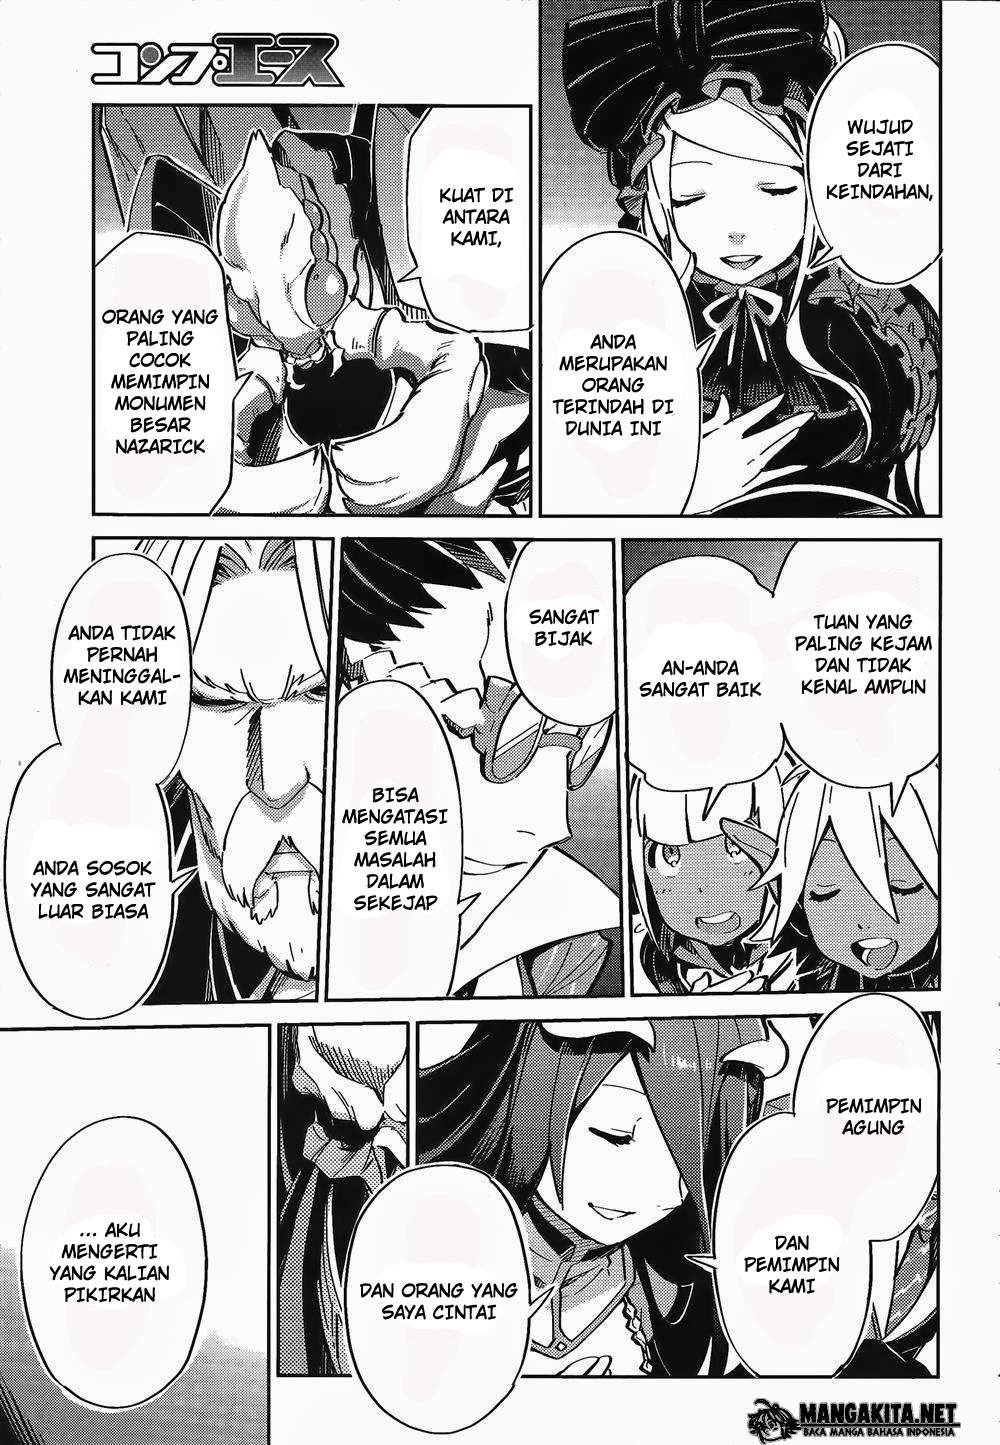 コンプエース
WUJUD
SEJATI
DARI
KEINDAHAN,
ANDA
MERUPAKAN
ORANG
TERINDAH DI
DUNIA INI
KUAT DI
ANTARA
KAMI,
ORANG YANG
PALING
COCOK
MEMIMPIN
MONUMEN
BESAR
NAZARICK
TUAN YANG
PALING KEJAM
DAN TIDAK
KENAL AMPUN
AN-ANDA
SANGAT BAIK
SANGAT
BIJAK
BISA
MENGATASI
SEMUA
MASALAH
DALAM
SEKEJAP
ANDA TIDAK
PERNAH
MENINGGAL-
KAN KAMI
ANDA SOSOK
YANG SANGAT
LUAR BIASA
PEMIMPIN
AGUNG
DAN
PEMIMPIN
KAMI
DAN ORANG YANG
SAYA CINTAI
... AKU
MENGERTI
YANG KALIAN
PIKIRKAN
MANGAKITA.NET
BACA MANGA BAHASA INDONESIA